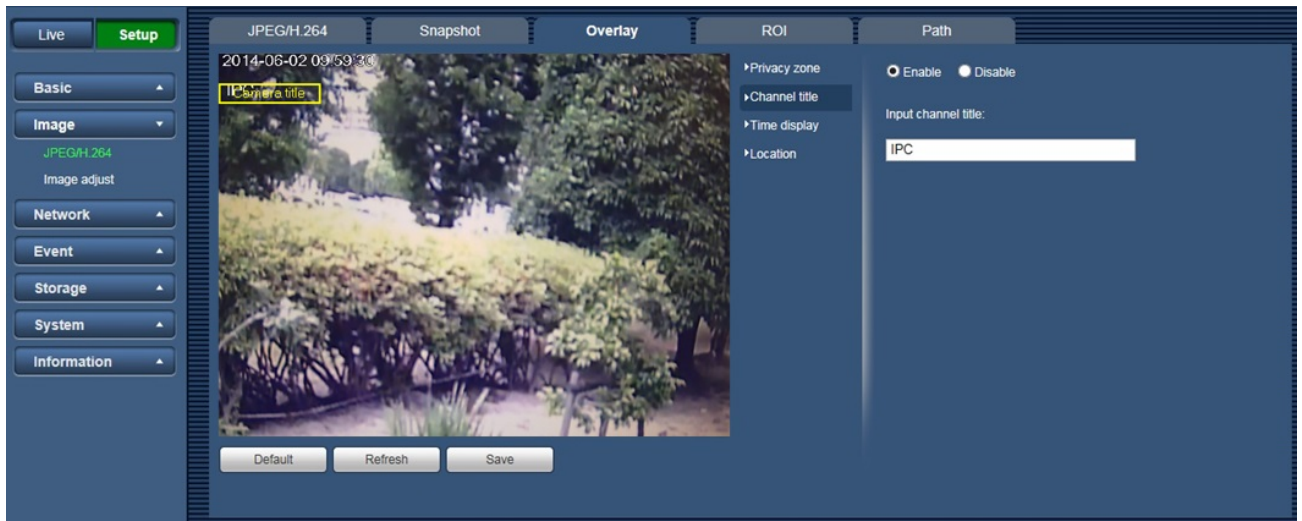 Live Setup
Basic
Image
JPEG/H.264
Image adjust
Network
Event
Storage
System
Information
JPEG/H.264 Snapshot Overlay ROI Path
2014-06-02 09:59:30
IPC
Camera title
Privacy zone
Channel title
Time display
Location
Enable Disable
Input channel title:
IPC
Default Refresh Save